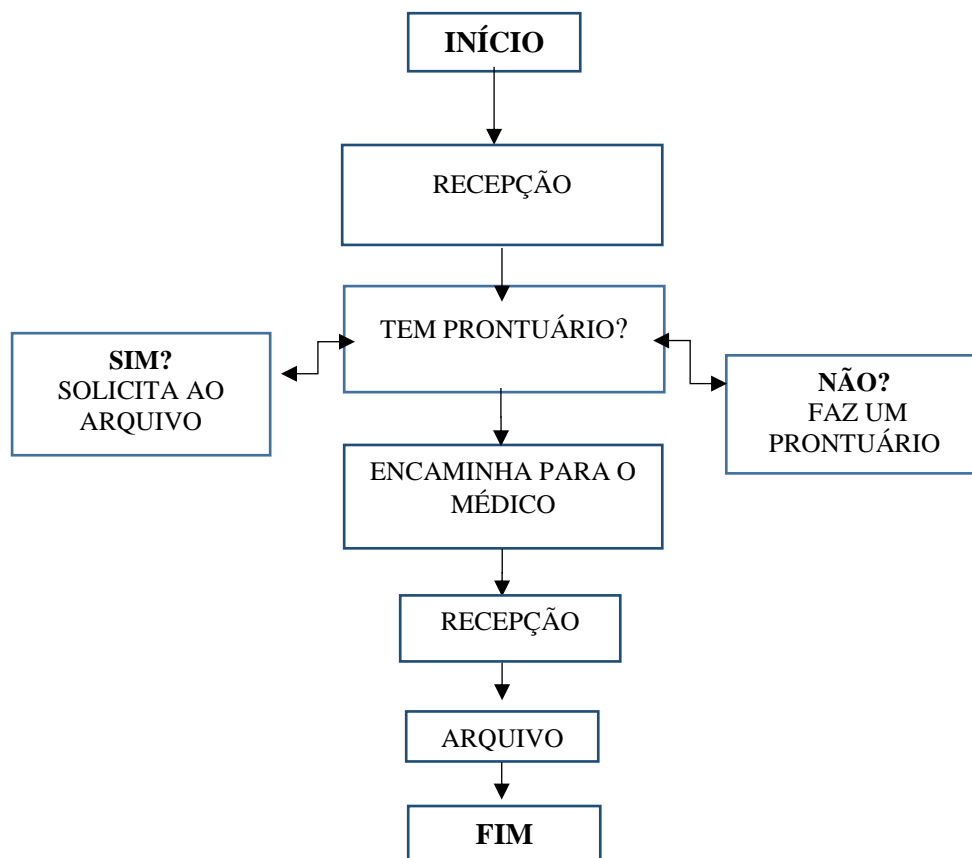 INÍCIO
RECEPÇÃO
TEM PRONTUÁRIO?
SIM?
SOLICITA AO
ARQUIVO
NÃO?
FAZ UM
PRONTUÁRIO
ENCAMINHA PARA O
MÉDICO
RECEPÇÃO
ARQUIVO
FIM